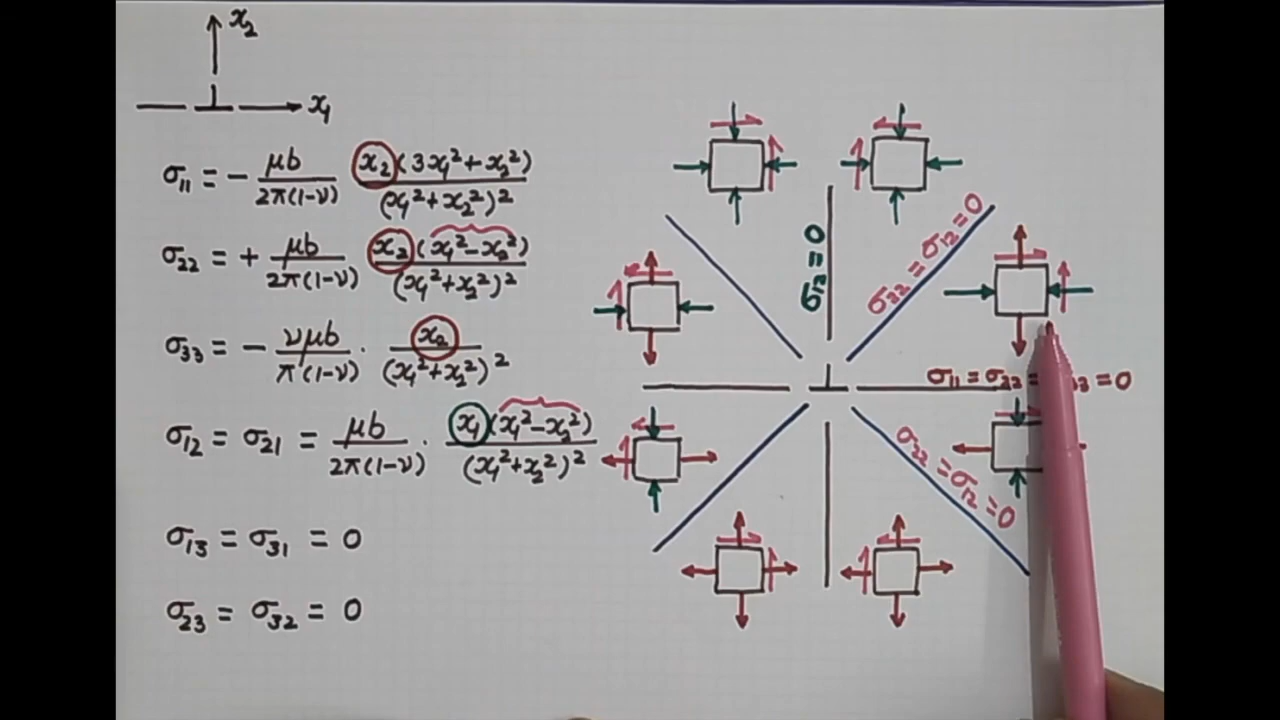 x₂
x₁
σ₁₁ = − μb / 2π(1−ν) x₂(3x₁²+x₂²) / (x₁²+x₂²)²
σ₂₂ = + μb / 2π(1−ν) x₂(x₁²−x₂²) / (x₁²+x₂²)²
σ₃₃ = − νμb / π(1−ν) · x₂ / (x₁²+x₂²)²
σ₁₂ = σ₂₁ = μb / 2π(1−ν) · x₁(x₁²−x₂²) / (x₁²+x₂²)²
σ₁₃ = σ₃₁ = 0
σ₂₃ = σ₃₂ = 0
σ₁₂ = 0
σ₂₂ = σ₁₂ = 0
σ₁₁ = σ₂₂ = 33 = 0
σ₂₂ = σ₁₂ = 0